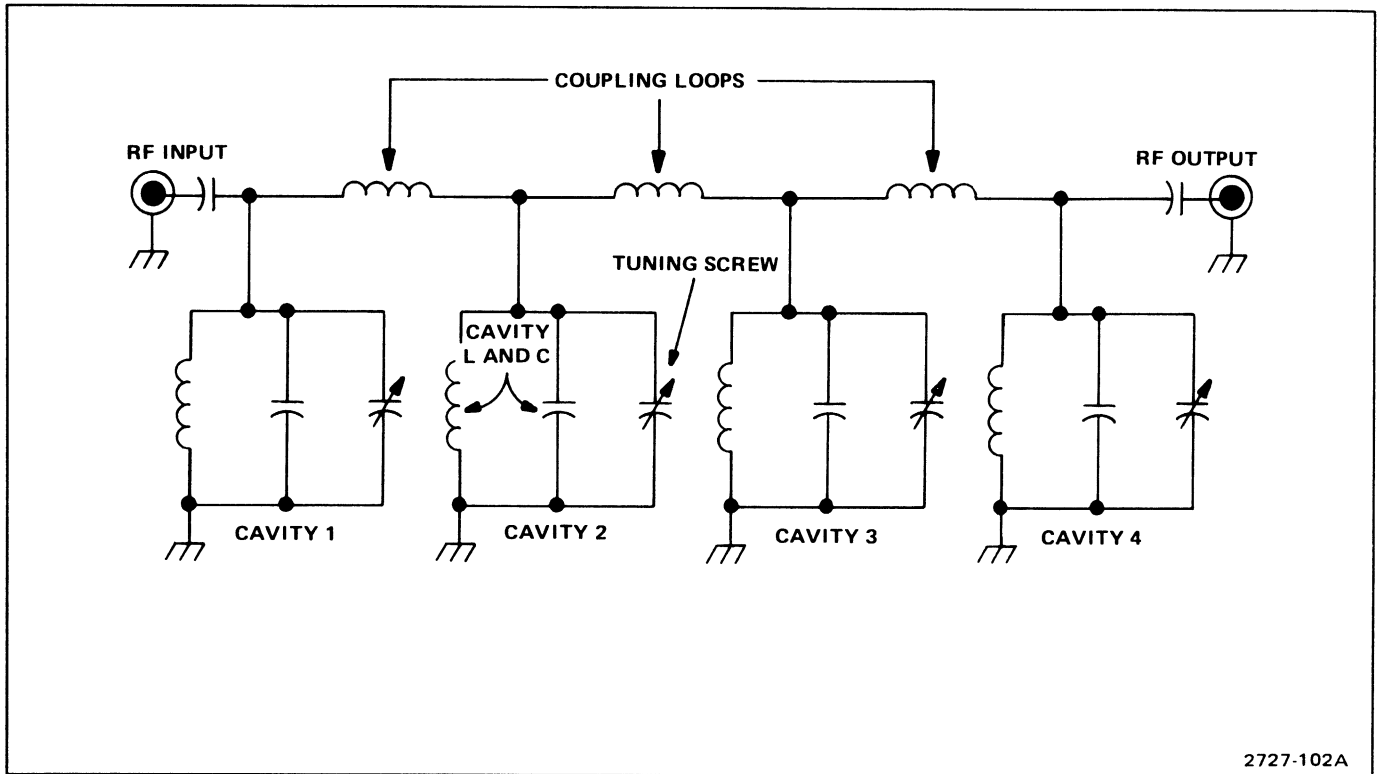 COUPLING LOOPS
RF INPUT
RF OUTPUT
TUNING SCREW
CAVITY
L AND C
CAVITY 1
CAVITY 2
CAVITY 3
CAVITY 4
2727-102A